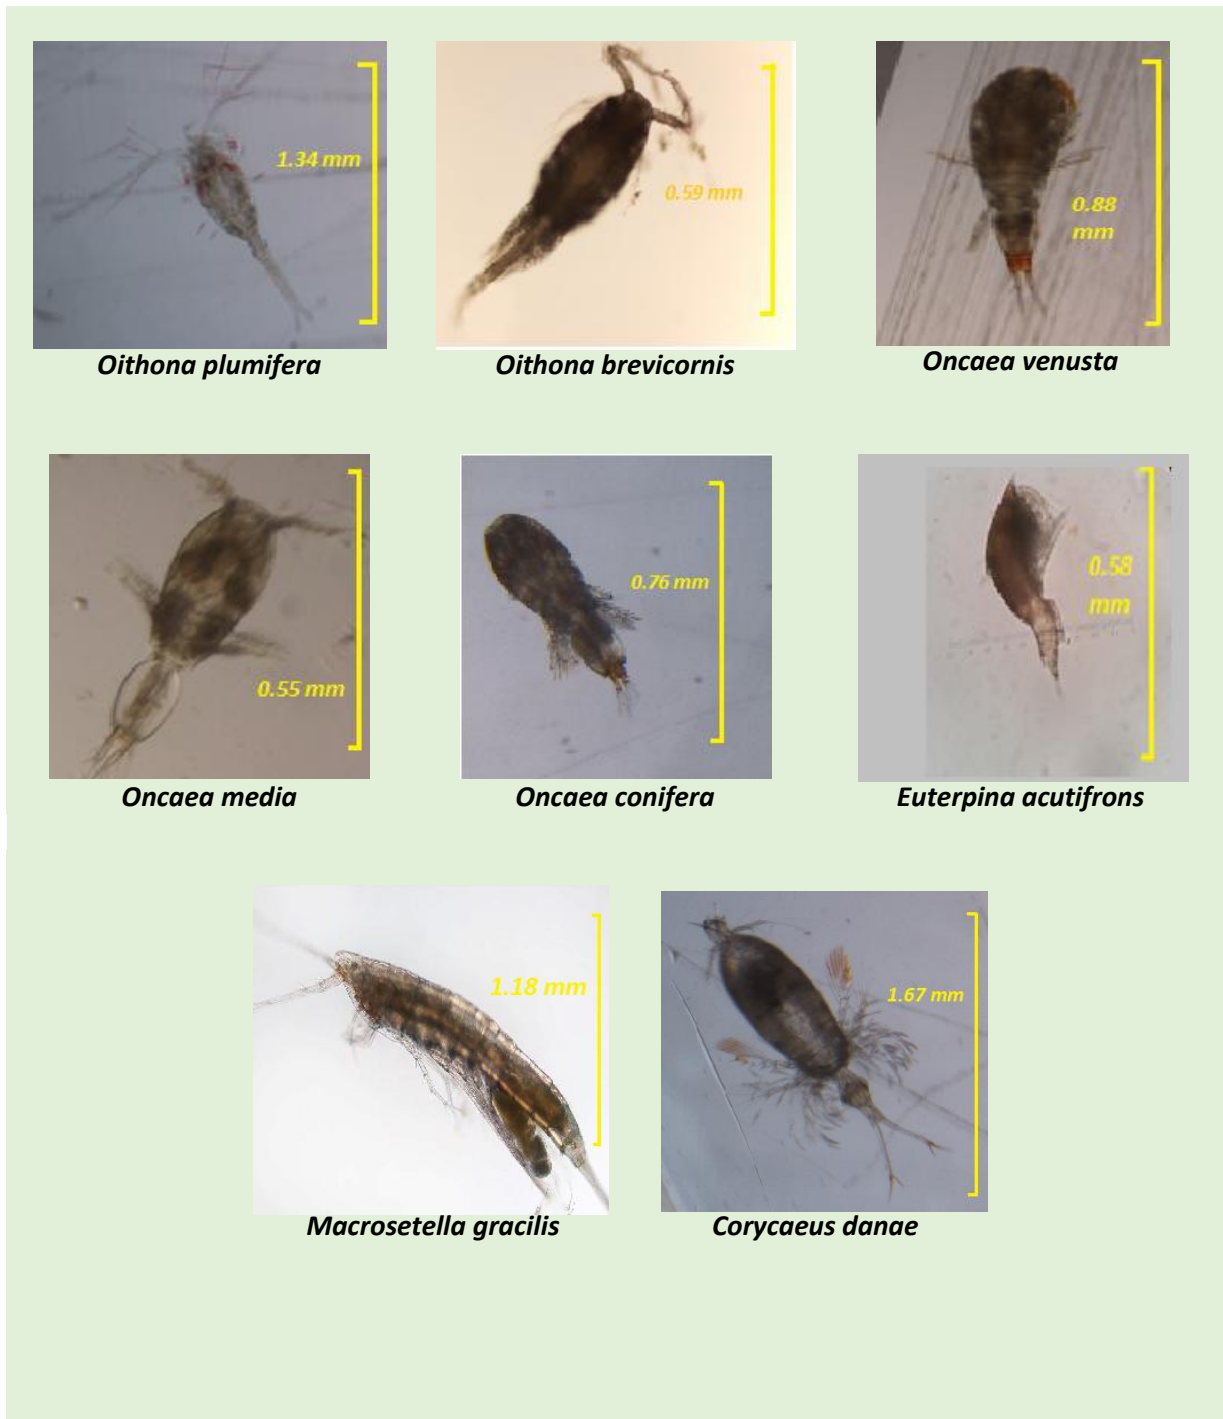 1.34 mm
0.59 mm
0.88
mm
Oithona plumifera
Oithona brevicornis
Oncaea venusta
0.55 mm
0.76 mm
0.58
mm
Oncaea media
Oncaea conifera
Euterpina acutifrons
1.18 mm
1.67 mm
Macrosetella gracilis
Corycaeus danae